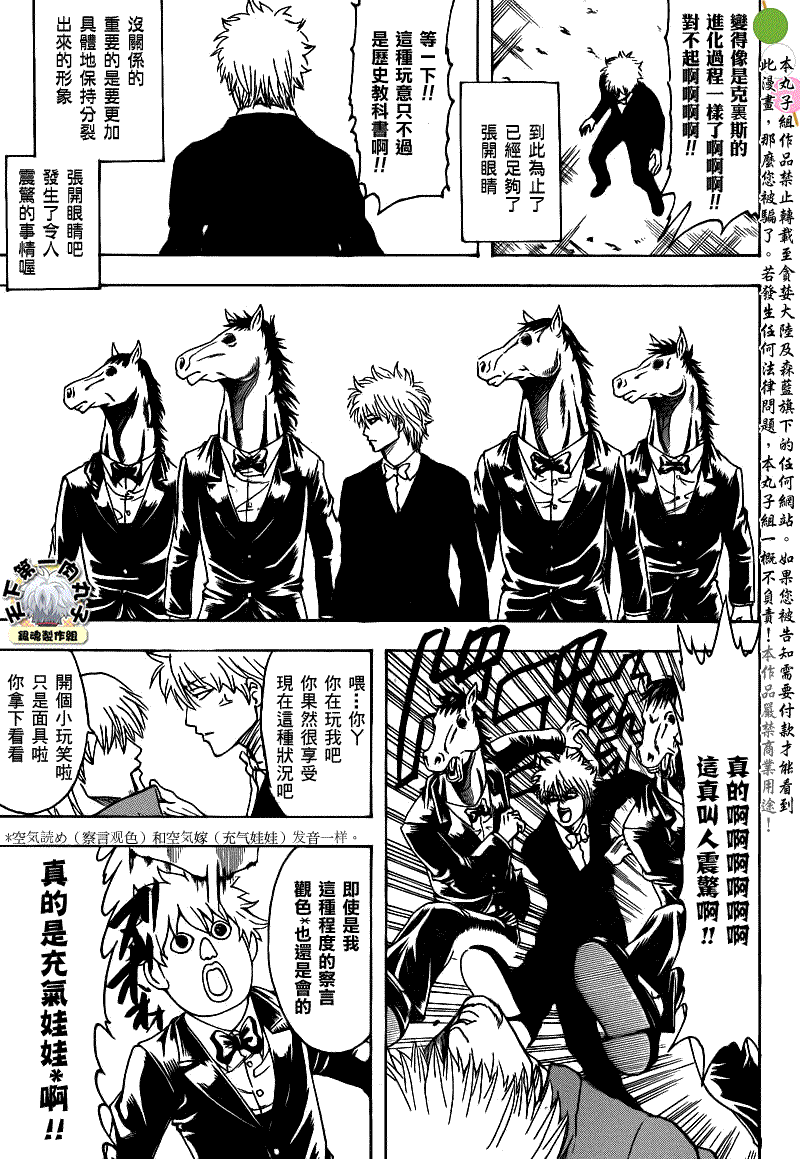 變得像是克裏斯的
進化過程一樣了啊啊啊!!
對不起啊啊啊啊!!
到此為止了
已經足夠了
張開眼睛
等一下!!
這種玩意只不過
是歷史教科書啊!!
沒關係的
重要的是要更加
具體地保持分裂
出來的形象
張開眼睛吧
發生了令人
震驚的事情喔
真的啊啊啊啊啊
這真叫人震驚啊!!
喂…你丫
你在玩我吧
你果然很享受
現在這種狀況吧
開個小玩笑啦
只是面具啦
你拿下看看
*空気読め（察言观色）和空気嫁（充气娃娃）发音一样。
即使是我
這種程度的察言
觀色*也還是會的
真的是充氣娃娃*啊!!
天下第一丸子
銀魂製作組
本丸子組作品禁止轉載至貪婪大陸及森藍旗下的任何網站。如果您被告知需要付款才能看到
此漫畫，那麼您被騙了。若發生任何法律問題，本丸子組一概不負責！本作品嚴禁商業用途！